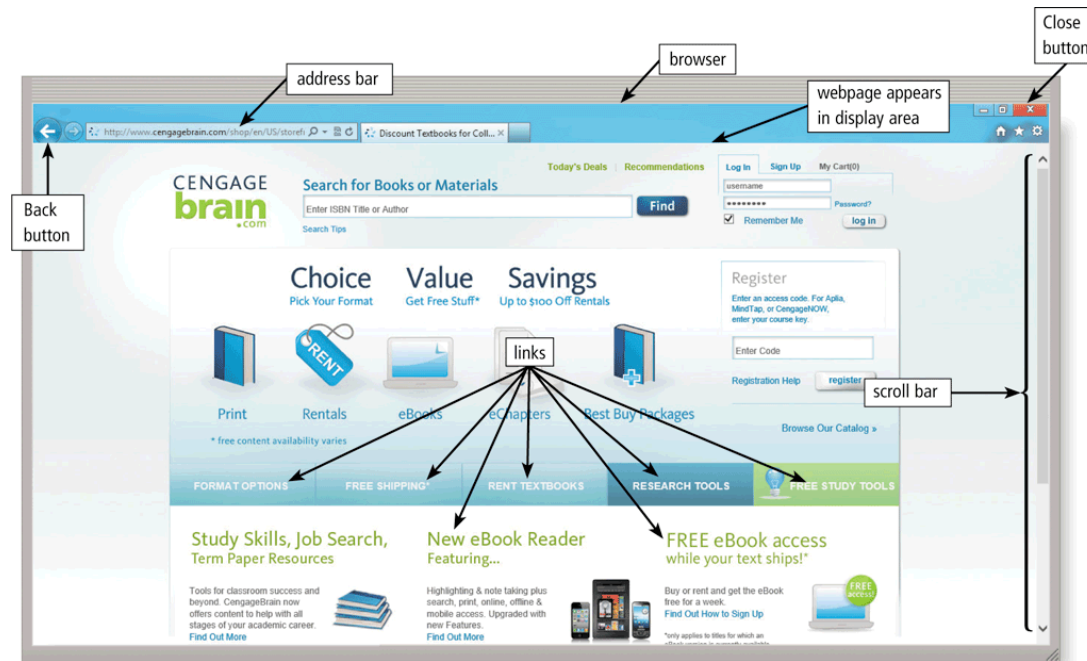 Close
button
browser
address bar
webpage appears
in display area
http://www.cengagebrain.com/shop/en/US/storefi
Discount Textbooks for Coll...
Back
button
CENGAGE
brain
.com
Today's Deals
Recommendations
Search for Books or Materials
Enter ISBN Title or Author
Find
Search Tips
Log In
Sign Up
My Cart(0)
username
Password?
Remember Me
log in
Choice
Pick Your Format
Value
Get Free Stuff*
Savings
Up to $100 Off Rentals
Register
Enter an access code. For Aplia,
MindTap, or CengageNOW,
enter your course key.
Enter Code
Registration Help
register
scroll bar
RENT
links
Print
Rentals
eBooks
eChapters
Best Buy Packages
* free content availability varies
Browse Our Catalog »
FORMAT OPTIONS
FREE SHIPPING*
RENT TEXTBOOKS
RESEARCH TOOLS
FREE STUDY TOOLS
Study Skills, Job Search,
Term Paper Resources
Tools for classroom success and
beyond. CengageBrain now
offers content to help with all
stages of your academic career.
Find Out More
New eBook Reader
Featuring...
Highlighting & note taking plus
search, print, online, offline &
mobile access. Upgraded with
new Features.
Find Out More
FREE eBook access
while your text ships!*
Buy or rent and get the eBook
free for a week.
Find Out How to Sign Up
*only applies to titles for which an
FREE
access!